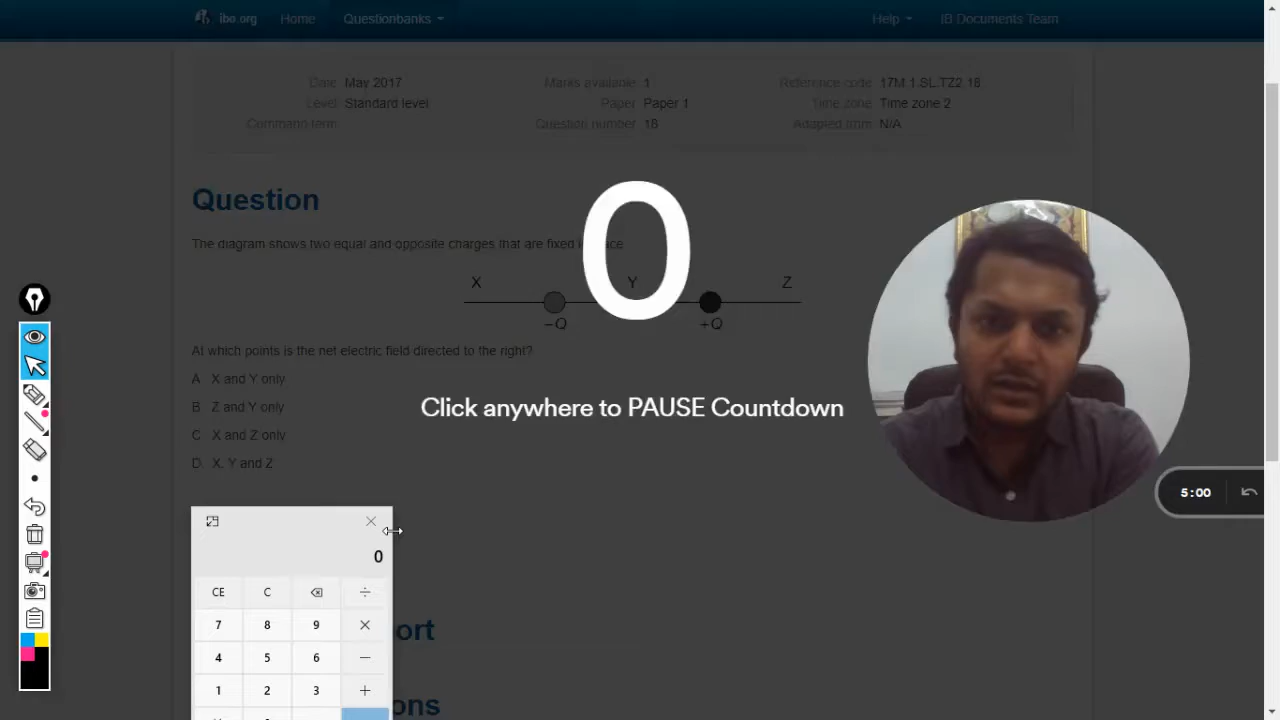 ibo.org Home Questionbanks Help IB Documents Team
Date May 2017 Marks available 1 Reference code 17M.1.SL.TZ2.18
Level Standard level Paper Paper 1 Time zone Time zone 2
Command term Question number 18 Adapted from N/A
Question
0
The diagram shows two equal and opposite charges that are fixed
X Y Z
−Q +Q
At which points is the net electric field directed to the right?
A. X and Y only
B. Z and Y only
Click anywhere to PAUSE Countdown
C. X and Z only
D. X, Y and Z
5:00
0
CE C ÷
7 8 9 ×
4 5 6 −
1 2 3 +